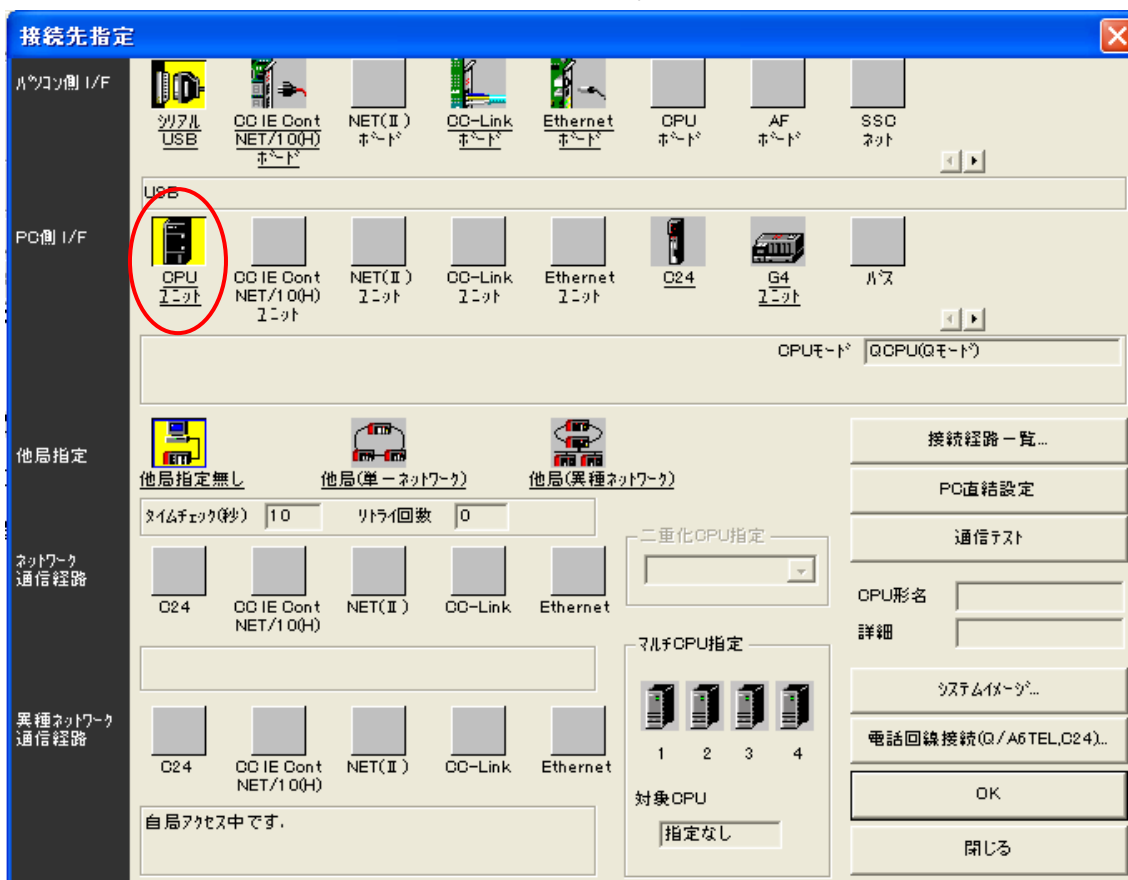 接続先指定
パソコン側 I/F
シリアル
USB
CC IE Cont
NET/10(H)
ボード
NET(II)
ボード
CC-Link
ボード
Ethernet
ボード
CPU
ボード
AF
ボード
SSC
ネット
USB
PC側 I/F
CPU
ユニット
CC IE Cont
NET/10(H)
ユニット
NET(II)
ユニット
CC-Link
ユニット
Ethernet
ユニット
C24
G4
ユニット
バス
CPUモード QCPU(Qモード)
他局指定
他局指定無し
他局(単一ネットワーク)
他局(異種ネットワーク)
タイムチェック(秒) 10 リトライ回数 0
ネットワーク
通信経路
C24
CC IE Cont
NET/10(H)
NET(II)
CC-Link
Ethernet
異種ネットワーク
通信経路
C24
CC IE Cont
NET/10(H)
NET(II)
CC-Link
Ethernet
自局アクセス中です.
二重化CPU指定
マルチCPU指定
1 2 3 4
対象CPU
指定なし
接続経路一覧...
PC直結設定
通信テスト
CPU形名
詳細
システムイメージ...
電話回線接続(Q/A6TEL,C24)...
OK
閉じる